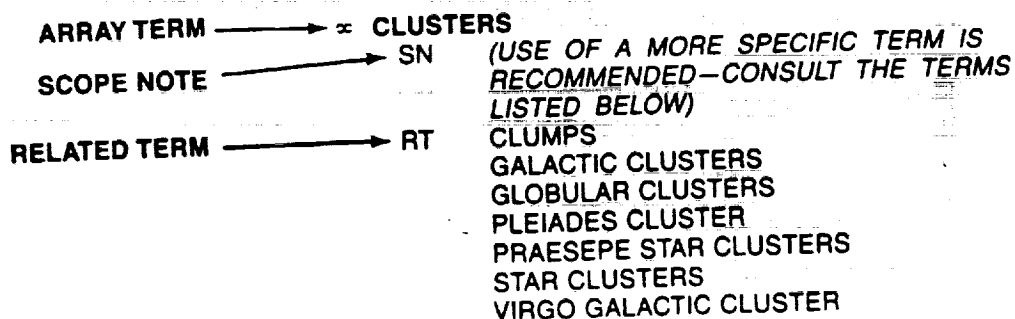 ARRAY TERM ∝ CLUSTERS
SCOPE NOTE SN (USE OF A MORE SPECIFIC TERM IS
RECOMMENDED—CONSULT THE TERMS
LISTED BELOW)
RELATED TERM RT CLUMPS
GALACTIC CLUSTERS
GLOBULAR CLUSTERS
PLEIADES CLUSTER
PRAESEPE STAR CLUSTERS
STAR CLUSTERS
VIRGO GALACTIC CLUSTER